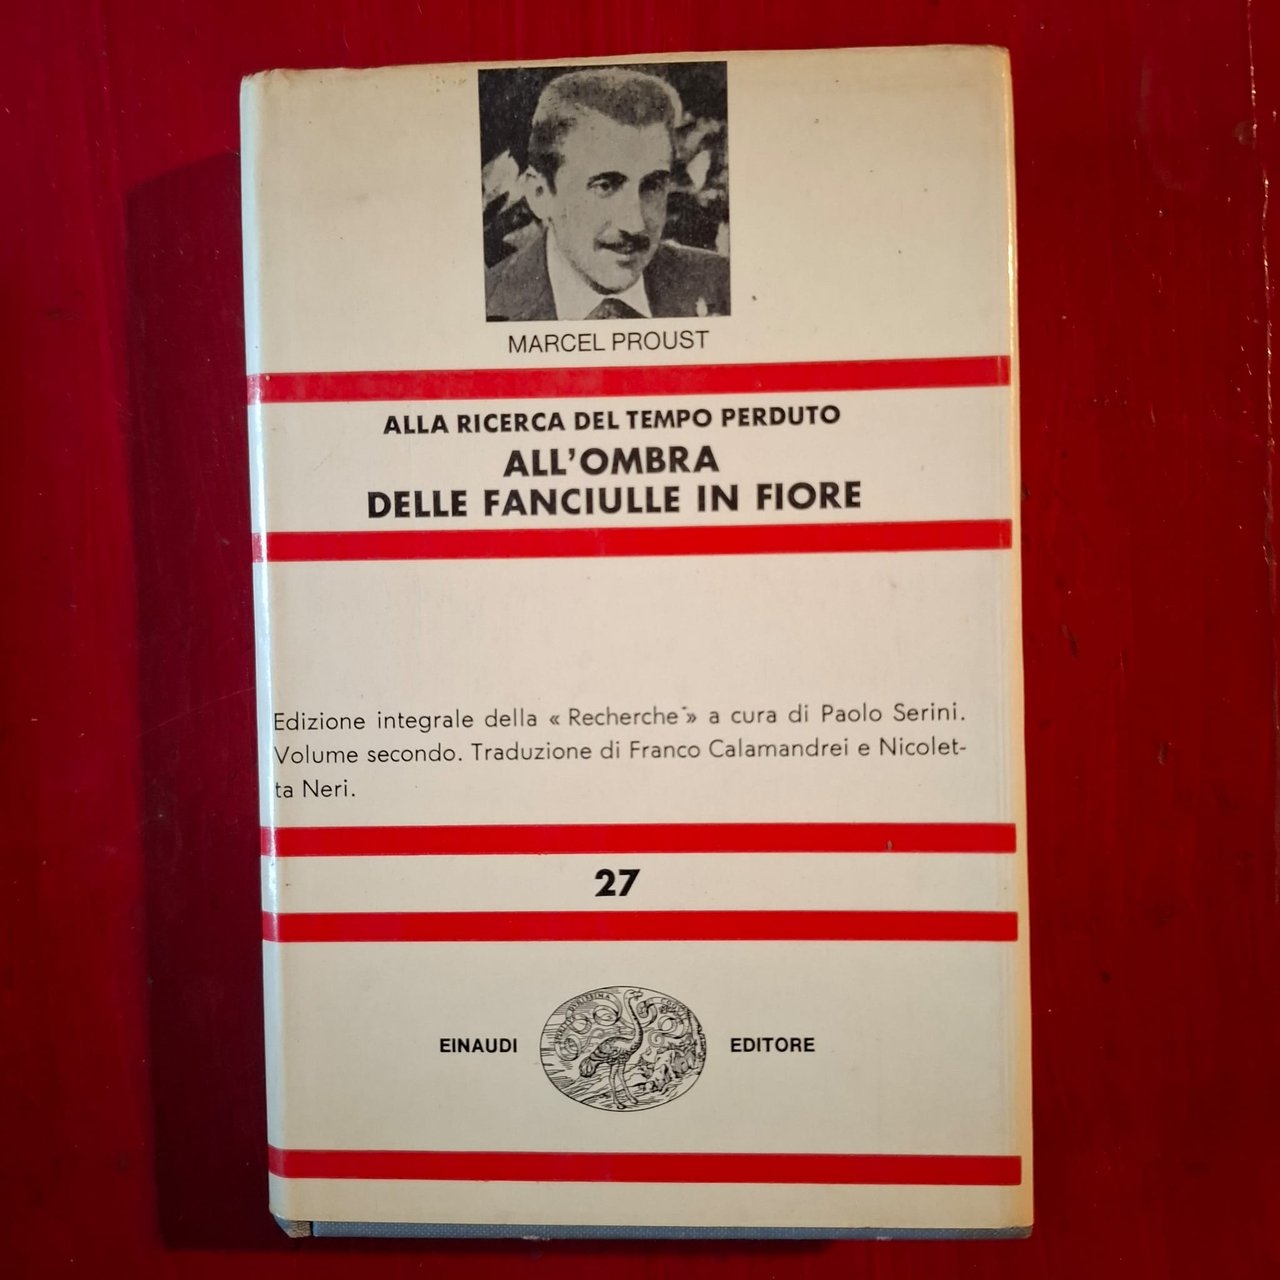 MARCEL PROUST
ALLA RICERCA DEL TEMPO PERDUTO
ALL'OMBRA
DELLE FANCIULLE IN FIORE
Edizione integrale della « Recherche » a cura di Paolo Serini.
Volume secondo. Traduzione di Franco Calamandrei e Nicolet-
ta Neri.
27
EINAUDI EDITORE